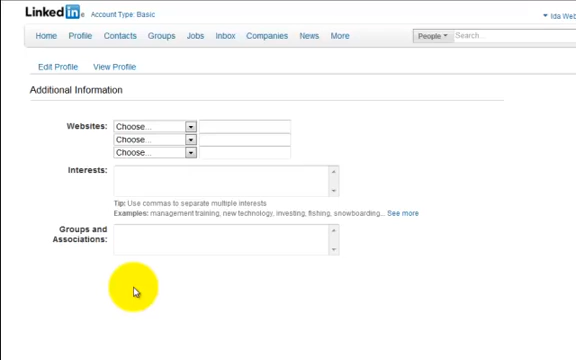 LinkedIn® Account Type: Basic
Ida Web
Home Profile Contacts Groups Jobs Inbox Companies News More
People Search...
Edit Profile View Profile
Additional Information
Websites: Choose...
Choose...
Choose...
Interests:
Tip: Use commas to separate multiple interests
Examples: management training, new technology, investing, fishing, snowboarding... See more
Groups and
Associations: